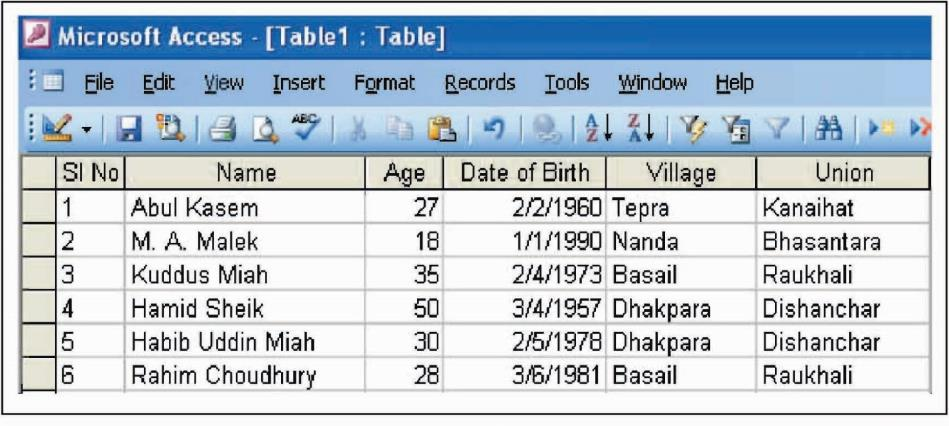 Microsoft Access - [Table1 : Table]
File Edit View Insert Format Records Tools Window Help
Sl No Name Age Date of Birth Village Union
1 Abul Kasem 27 2/2/1960 Tepra Kanaihat
2 M. A. Malek 18 1/1/1990 Nanda Bhasantara
3 Kuddus Miah 35 2/4/1973 Basail Raukhali
4 Hamid Sheik 50 3/4/1957 Dhakpara Dishanchar
5 Habib Uddin Miah 30 2/5/1978 Dhakpara Dishanchar
6 Rahim Choudhury 28 3/6/1981 Basail Raukhali